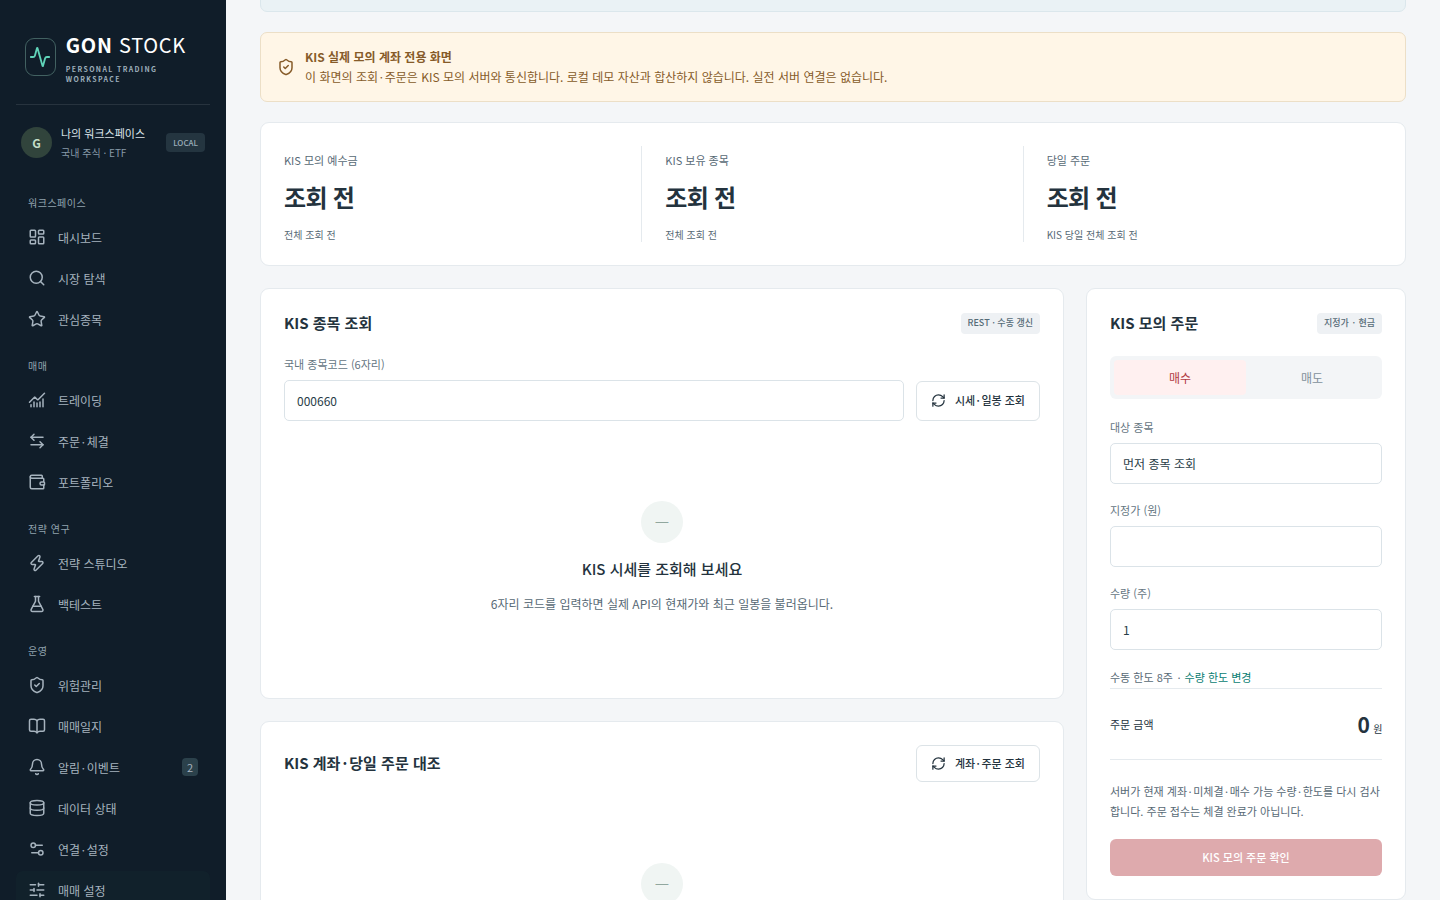 GON STOCK
PERSONAL TRADING
WORKSPACE
G
나의 워크스페이스
국내 주식 · ETF
LOCAL
워크스페이스
대시보드
시장 탐색
관심종목
매매
트레이딩
주문·체결
포트폴리오
전략 연구
전략 스튜디오
백테스트
운영
위험관리
매매일지
알림·이벤트
2
데이터 상태
연결·설정
매매 설정
KIS 실제 모의 계좌 전용 화면
이 화면의 조회·주문은 KIS 모의 서버와 통신합니다. 로컬 데모 자산과 합산하지 않습니다. 실전 서버 연결은 없습니다.
KIS 모의 예수금
조회 전
전체 조회 전
KIS 보유 종목
조회 전
전체 조회 전
당일 주문
조회 전
KIS 당일 전체 조회 전
KIS 종목 조회
REST · 수동 갱신
국내 종목코드 (6자리)
000660
시세·일봉 조회
KIS 시세를 조회해 보세요
6자리 코드를 입력하면 실제 API의 현재가와 최근 일봉을 불러옵니다.
KIS 계좌·당일 주문 대조
계좌·주문 조회
KIS 모의 주문
지정가 · 현금
매수
매도
대상 종목
먼저 종목 조회
지정가 (원)
수량 (주)
1
수동 한도 8주 · 수량 한도 변경
주문 금액
0 원
서버가 현재 계좌·미체결·매수 가능 수량·한도를 다시 검사
합니다. 주문 접수는 체결 완료가 아닙니다.
KIS 모의 주문 확인